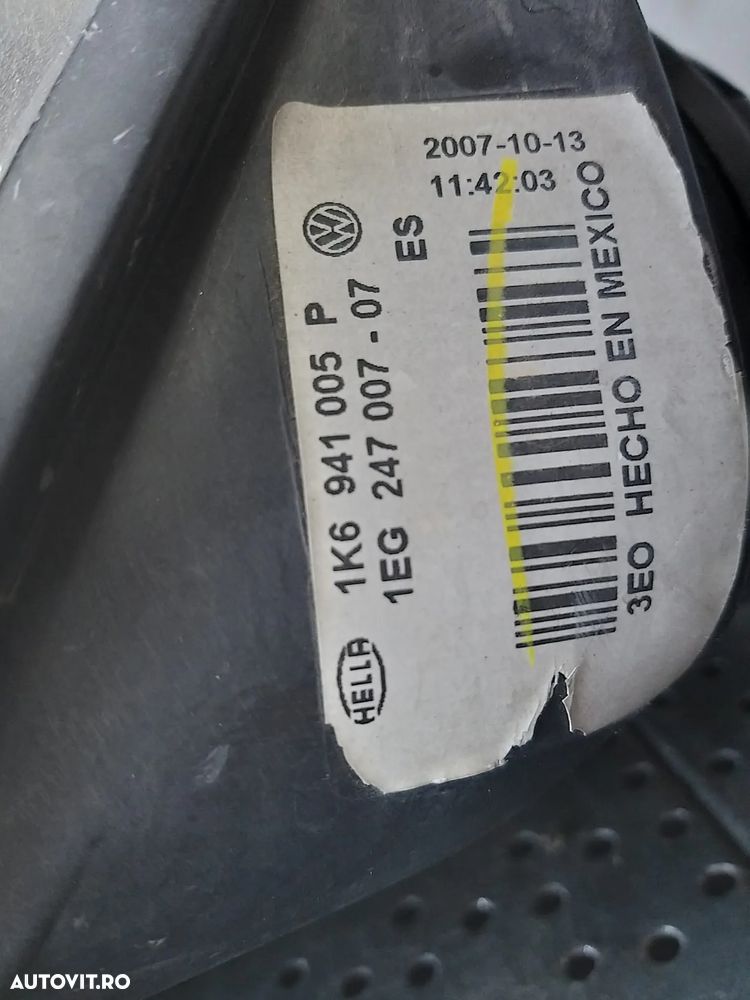 2007-10-13
11:42:03
VW
1K6 941 005 P
1EG 247 007-07 ES
HELLA
3EO HECHO EN MEXICO
AUTOVIT.RO